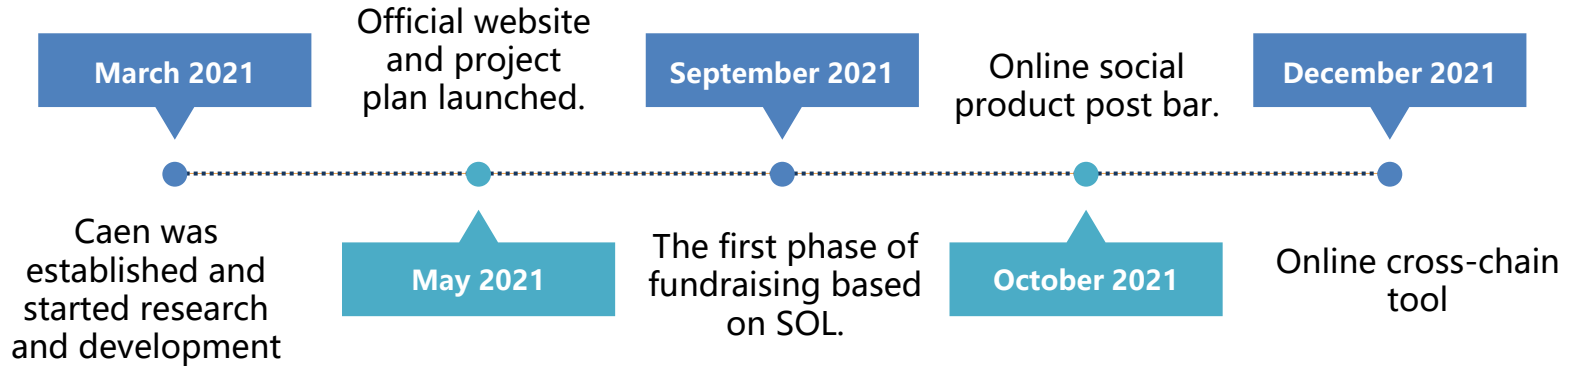 March 2021
Caen was
established and
started research
and development
Official website
and project
plan launched.
May 2021
September 2021
The first phase of
fundraising based
on SOL.
Online social
product post bar.
October 2021
December 2021
Online cross-chain
tool